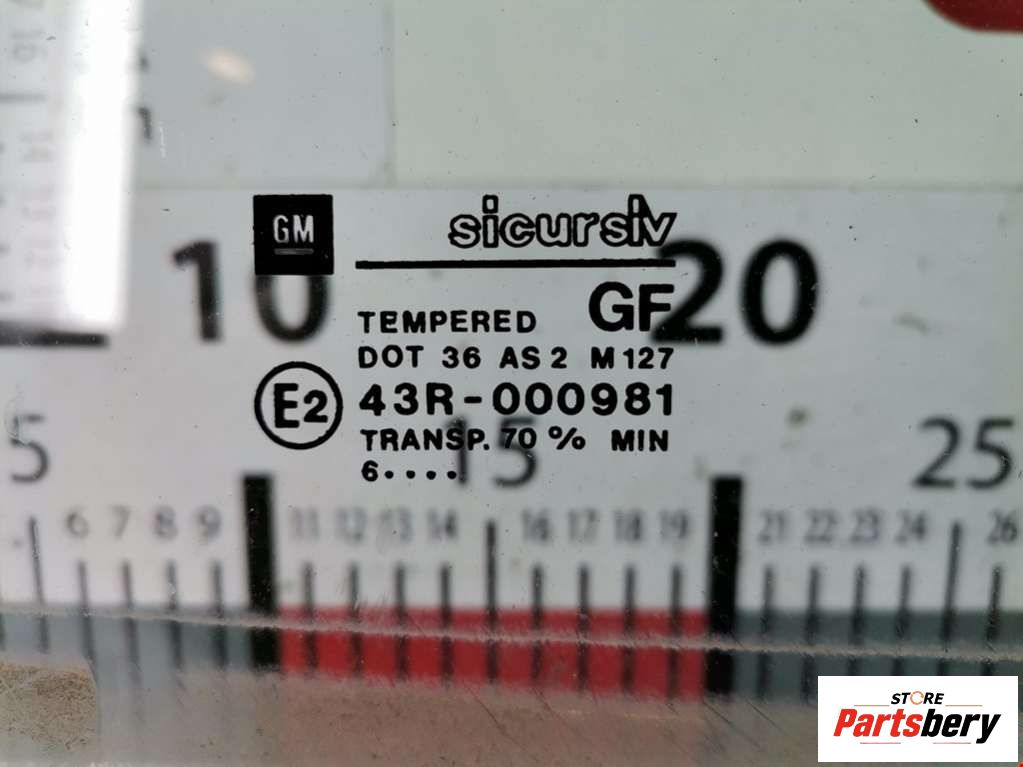 GM
sicursiv
10
20
TEMPERED GF
DOT 36 AS 2 M 127
E2
43R-000981
TRANSP. 70 % MIN
6....
5
15
25
6 7 8 9 11 12 13 14 16 17 18 19 21 22 23 24 26
STORE
Partsbery